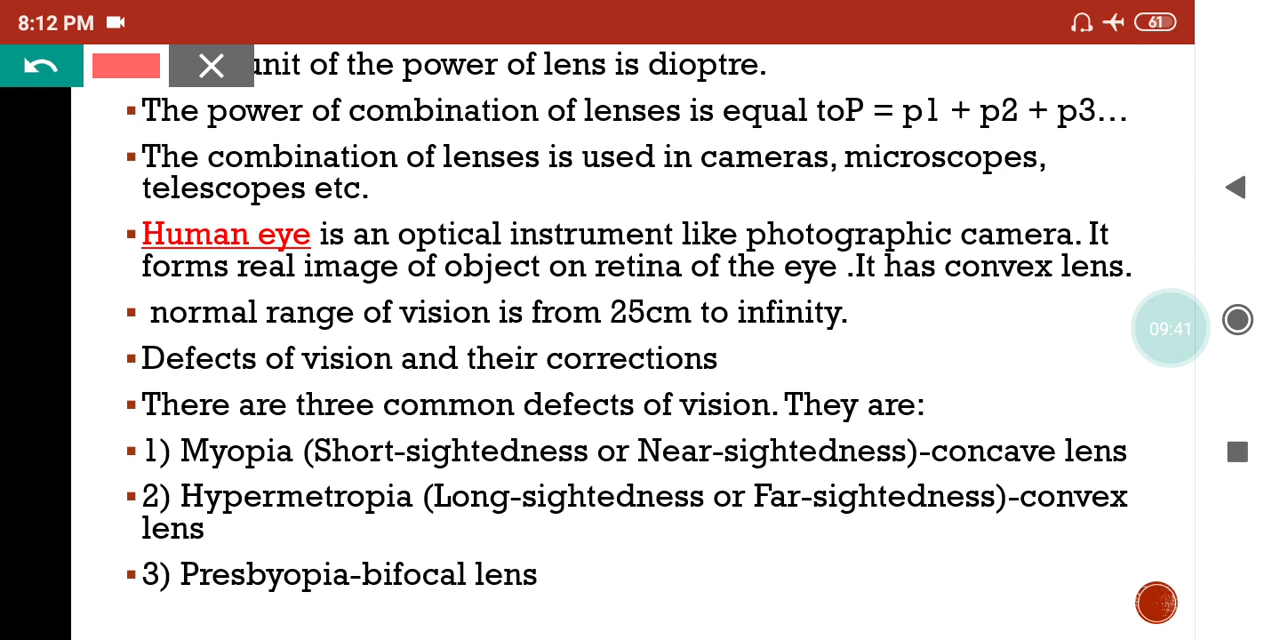 8:12 PM
61
unit of the power of lens is dioptre.
▪The power of combination of lenses is equal toP = p1 + p2 + p3...
▪The combination of lenses is used in cameras, microscopes,
telescopes etc.
▪Human eye is an optical instrument like photographic camera. It
forms real image of object on retina of the eye .It has convex lens.
▪ normal range of vision is from 25cm to infinity.
▪Defects of vision and their corrections
▪There are three common defects of vision. They are:
▪1) Myopia (Short-sightedness or Near-sightedness)-concave lens
▪2) Hypermetropia (Long-sightedness or Far-sightedness)-convex
lens
▪3) Presbyopia-bifocal lens
09:41